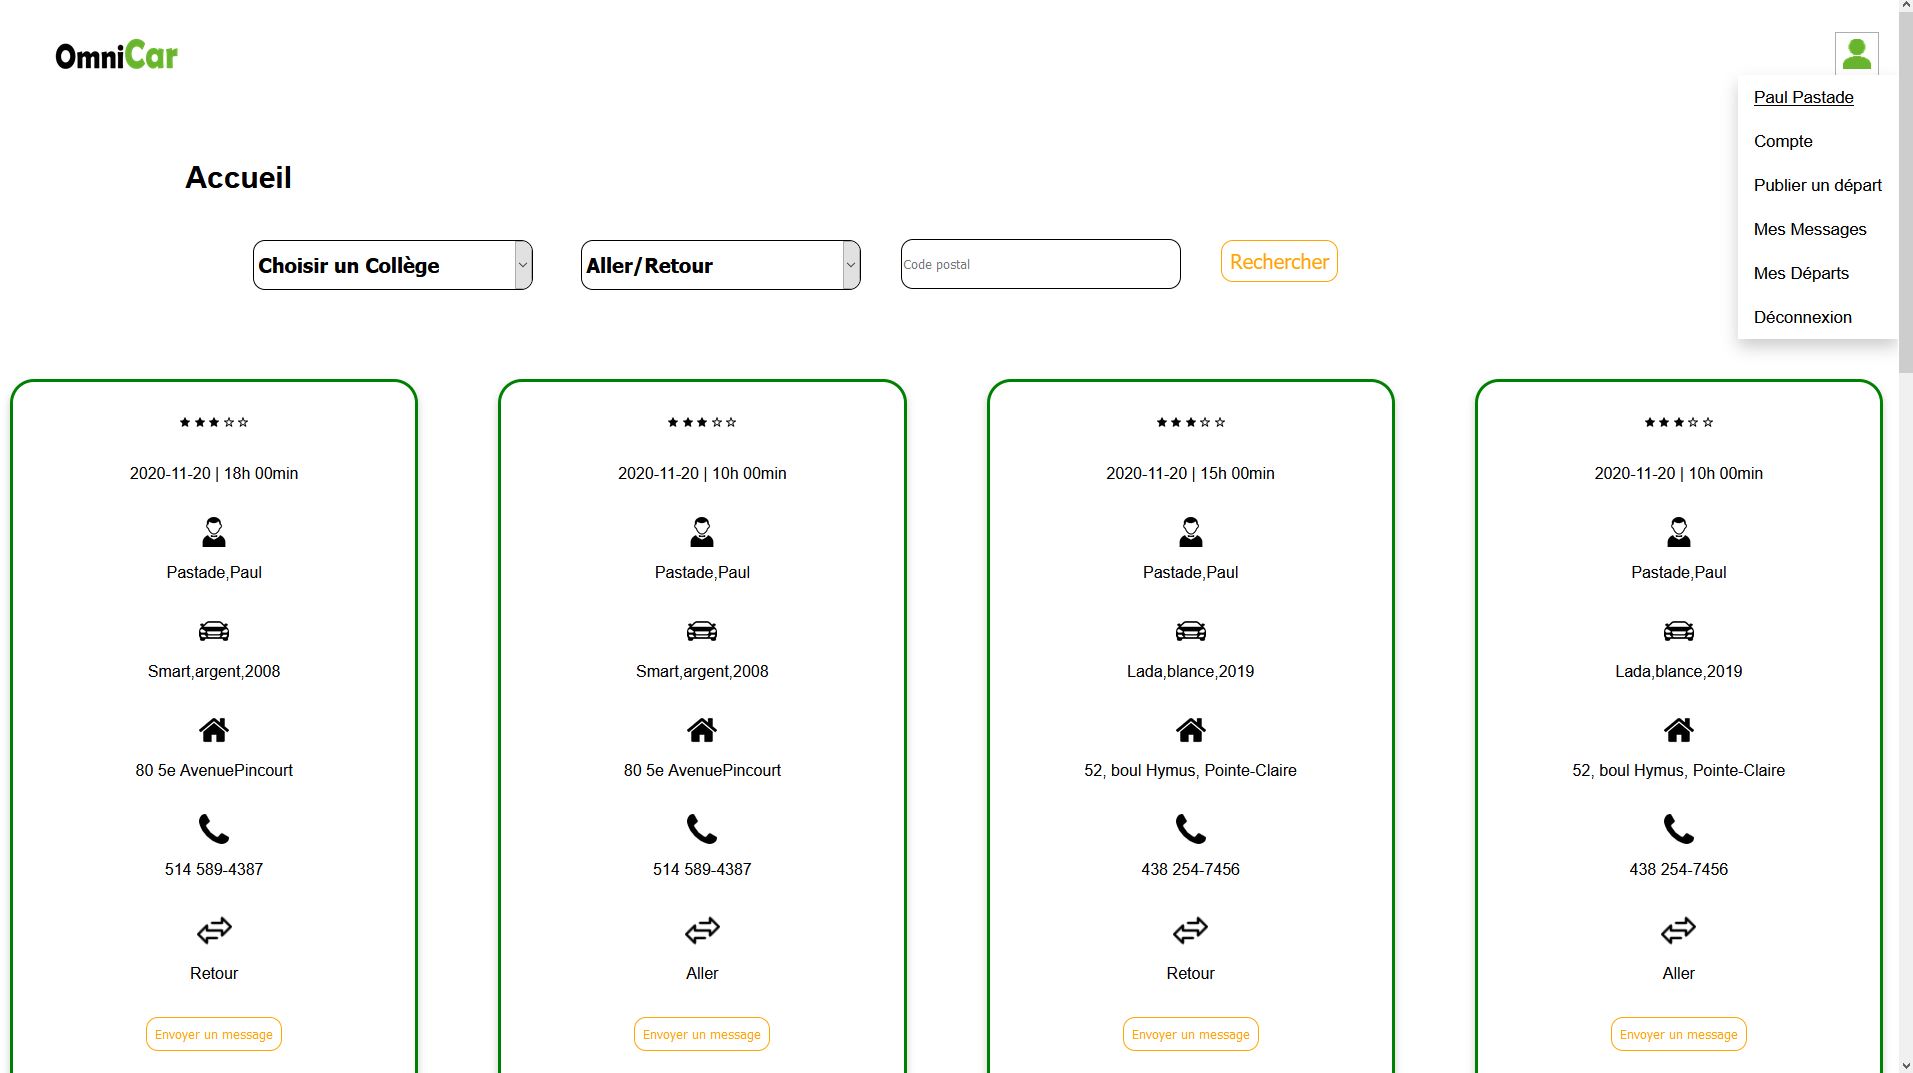 OmniCar
Paul Pastade
Compte
Publier un départ
Mes Messages
Mes Départs
Déconnexion
Accueil
Choisir un Collège
Aller/Retour
Code postal
Rechercher
2020-11-20 | 18h 00min
Pastade,Paul
Smart,argent,2008
80 5e AvenuePincourt
514 589-4387
Retour
Envoyer un message
2020-11-20 | 10h 00min
Pastade,Paul
Smart,argent,2008
80 5e AvenuePincourt
514 589-4387
Aller
Envoyer un message
2020-11-20 | 15h 00min
Pastade,Paul
Lada,blance,2019
52, boul Hymus, Pointe-Claire
438 254-7456
Retour
Envoyer un message
2020-11-20 | 10h 00min
Pastade,Paul
Lada,blance,2019
52, boul Hymus, Pointe-Claire
438 254-7456
Aller
Envoyer un message